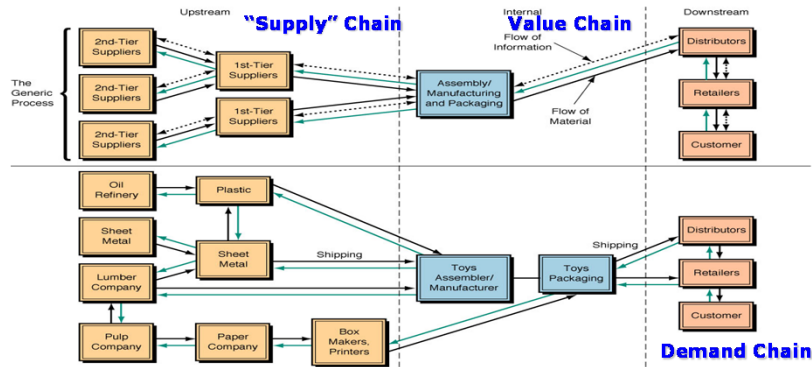 Upstream
“Supply” Chain
Internal
Value Chain
Downstream
The
Generic
Process
2nd-Tier
Suppliers
2nd-Tier
Suppliers
2nd-Tier
Suppliers
1st-Tier
Suppliers
1st-Tier
Suppliers
Assembly/
Manufacturing
and Packaging
Flow of
Information
Flow of
Material
Distributors
Retailers
Customer
Oil
Refinery
Plastic
Sheet
Metal
Sheet
Metal
Shipping
Lumber
Company
Pulp
Company
Paper
Company
Box
Makers,
Printers
Toys
Assembler/
Manufacturer
Toys
Packaging
Shipping
Distributors
Retailers
Customer
Demand Chain